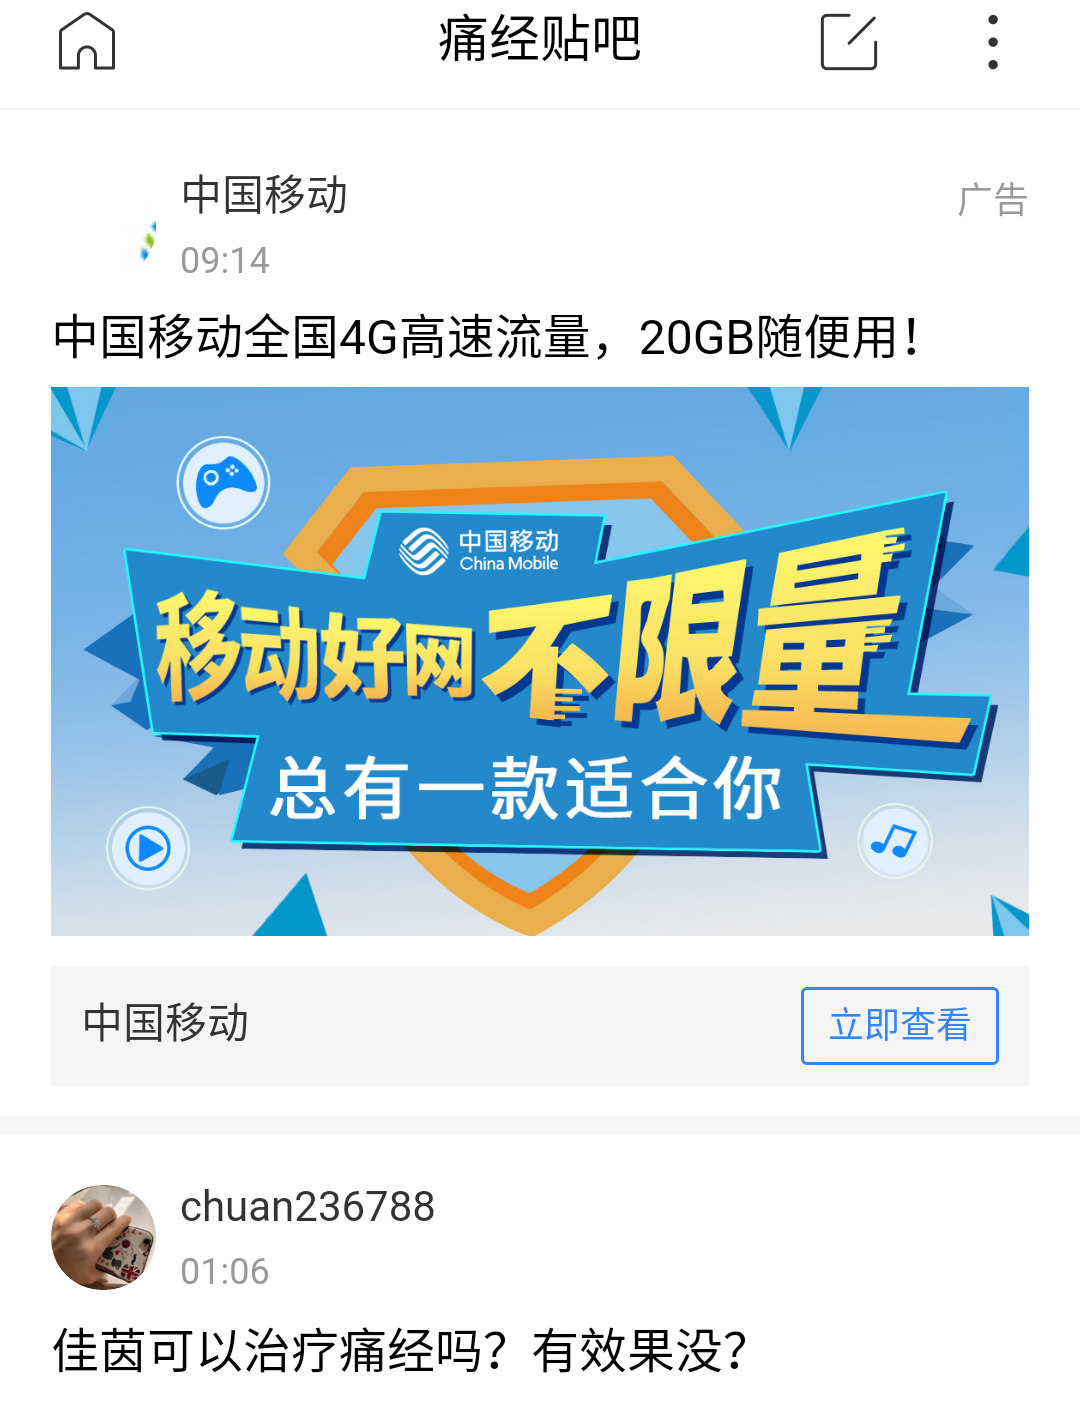 痛经贴吧
中国移动
广告
09:14
中国移动全国4G高速流量，20GB随便用！
中国移动
China Mobile
移动好网不限量
总有一款适合你
中国移动
立即查看
chuan236788
01:06
佳茵可以治疗痛经吗？有效果没？